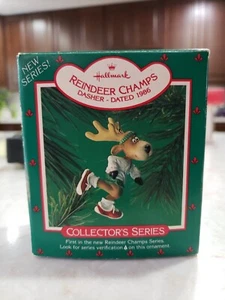 NEW
SERIES!
Hallmark
REINDEER CHAMPS
DASHER - DATED 1986
COLLECTOR'S SERIES
First in the new Reindeer Champs Series.
Look for series verification on this ornament.